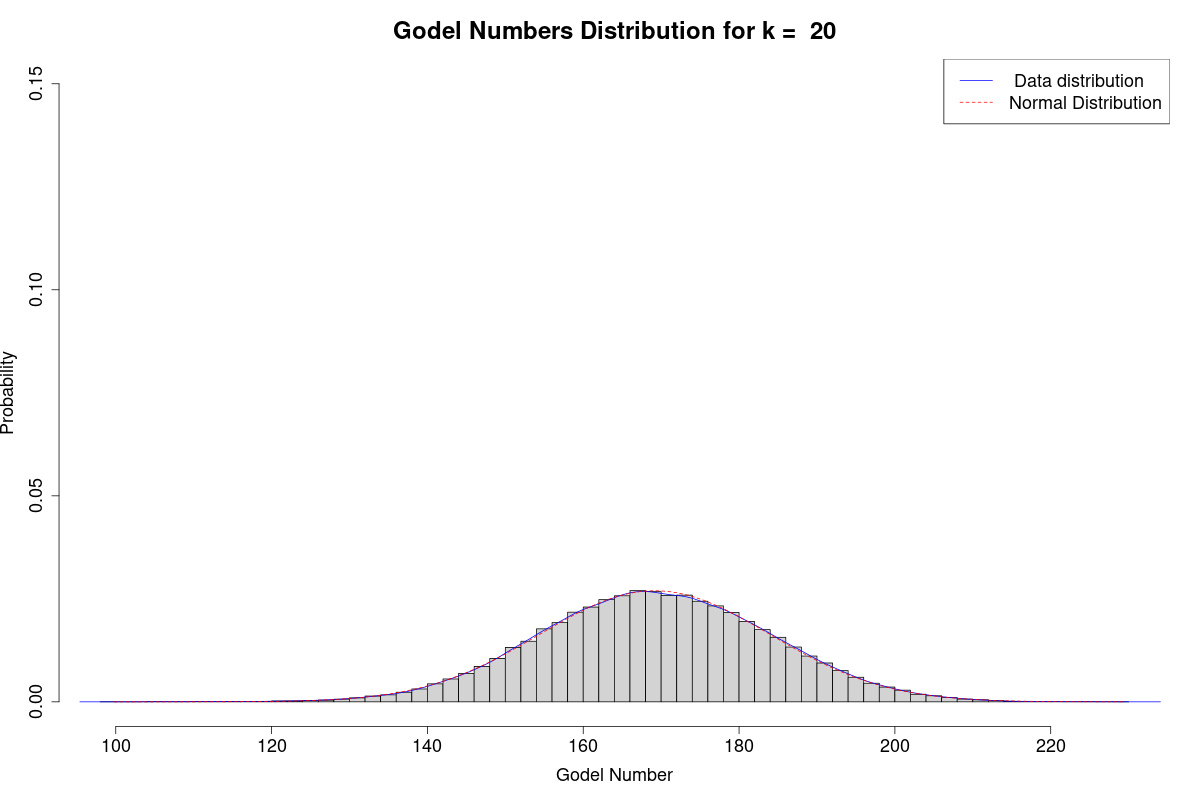 Godel Numbers Distribution for k =  20
Data distribution
Normal Distribution
0.15
0.10
0.05
0.00
Probability
100 120 140 160 180 200 220
Godel Number